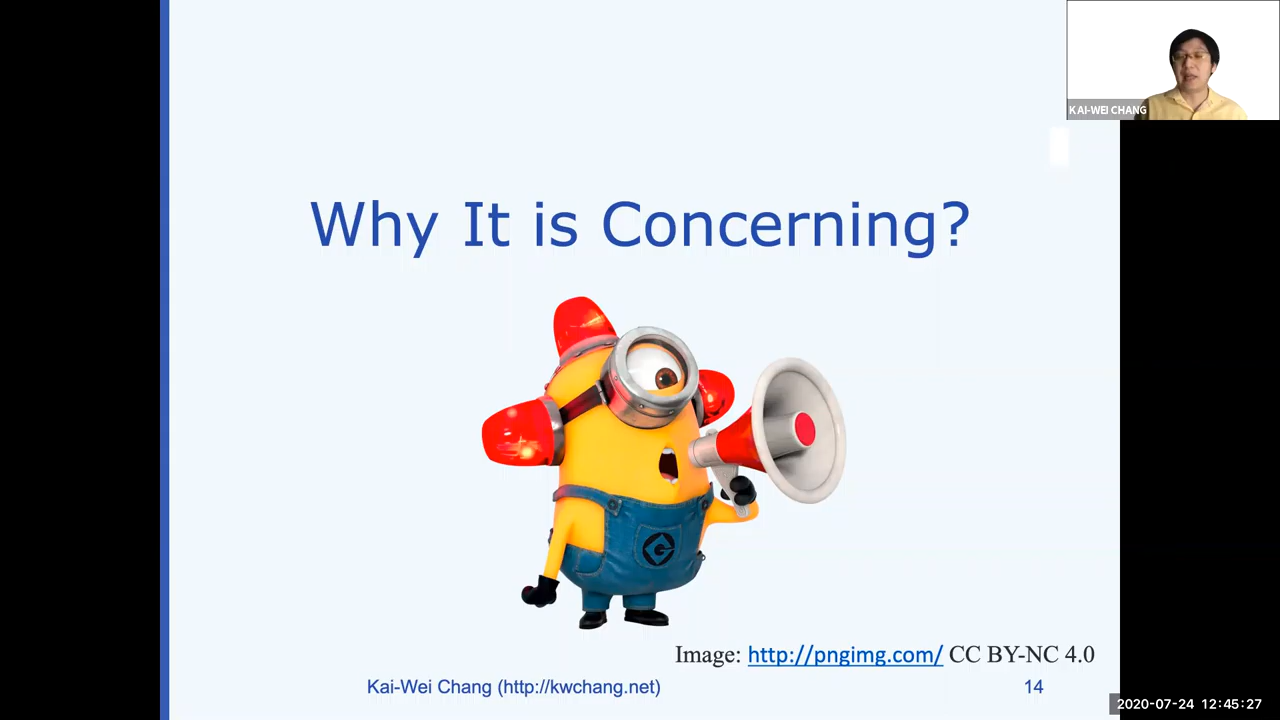 KAI-WEI CHANG
Why It is Concerning?
Image: http://pngimg.com/ CC BY-NC 4.0
Kai-Wei Chang (http://kwchang.net)
14
2020-07-24 12:45:27